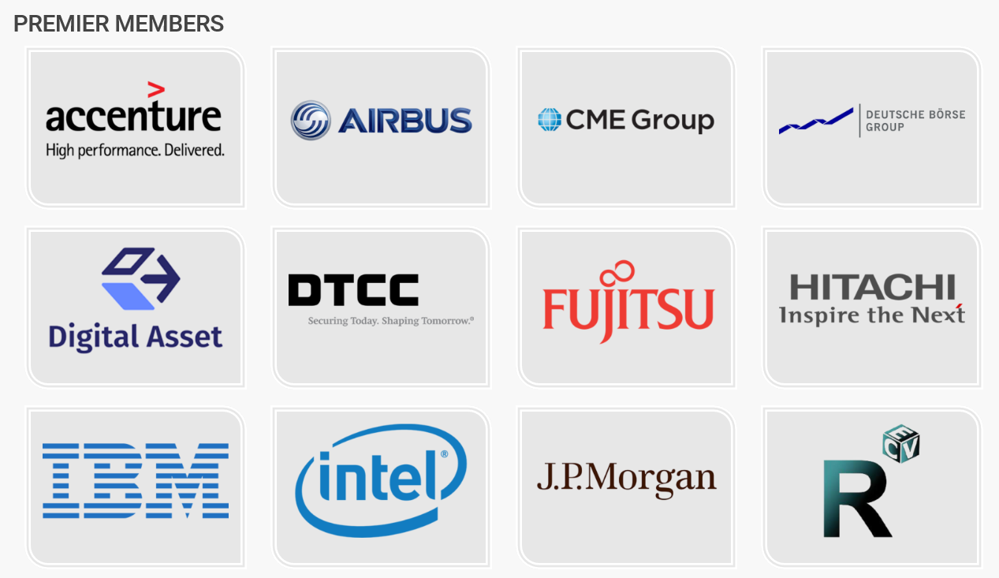 PREMIER MEMBERS
>
accenture
High performance. Delivered.
AIRBUS
CME Group
DEUTSCHE BÖRSE
GROUP
Digital Asset
DTCC
Securing Today. Shaping Tomorrow.®
FUJITSU
HITACHI
Inspire the Next
IBM
intel®
J.P.Morgan
R
C E V